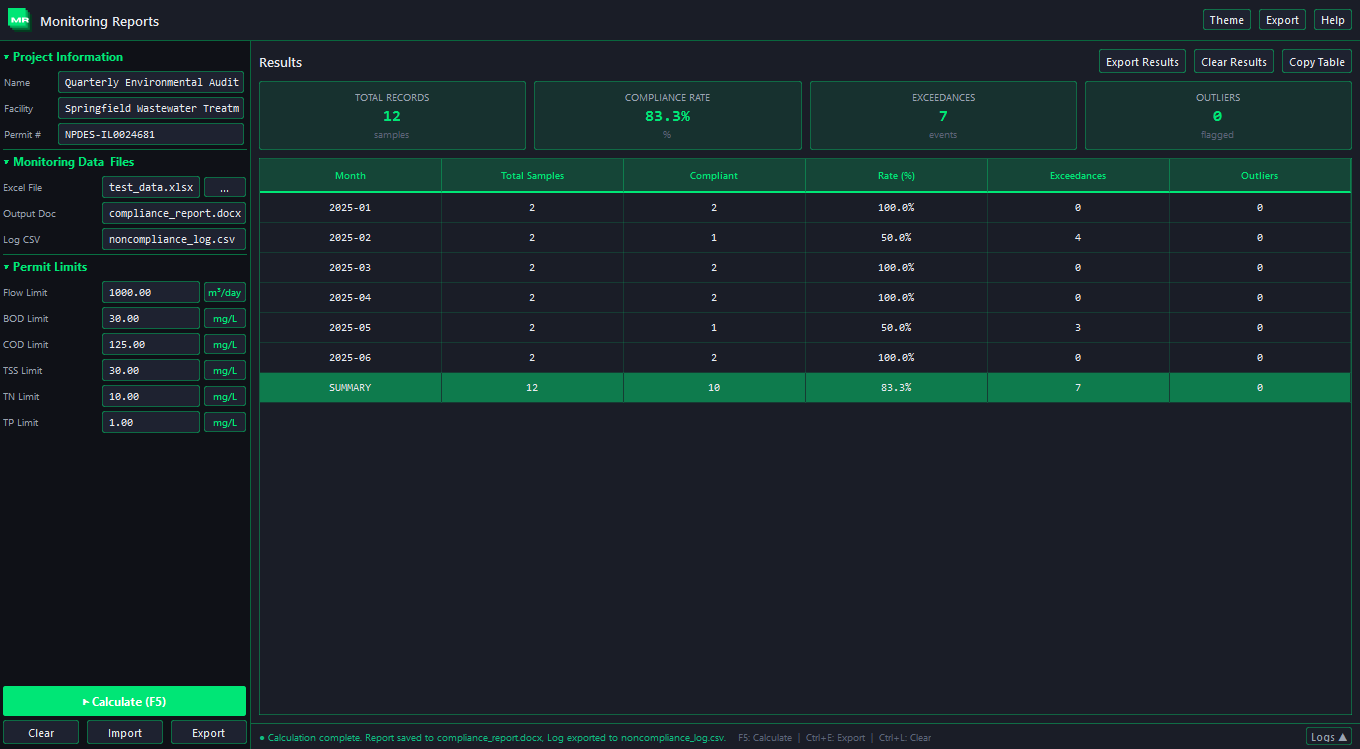 MR Monitoring Reports Theme Export Help
▾ Project Information
Name Quarterly Environmental Audit
Facility Springfield Wastewater Treatm
Permit # NPDES-IL0024681
▾ Monitoring Data Files
Excel File test_data.xlsx ...
Output Doc compliance_report.docx
Log CSV noncompliance_log.csv
▾ Permit Limits
Flow Limit 1000.00 m³/day
BOD Limit 30.00 mg/L
COD Limit 125.00 mg/L
TSS Limit 30.00 mg/L
TN Limit 10.00 mg/L
TP Limit 1.00 mg/L
▸ Calculate (F5)
Clear Import Export
Results Export Results Clear Results Copy Table
TOTAL RECORDS COMPLIANCE RATE EXCEEDANCES OUTLIERS
12 83.3% 7 0
samples % events flagged
Month Total Samples Compliant Rate (%) Exceedances Outliers
2025-01 2 2 100.0% 0 0
2025-02 2 1 50.0% 4 0
2025-03 2 2 100.0% 0 0
2025-04 2 2 100.0% 0 0
2025-05 2 1 50.0% 3 0
2025-06 2 2 100.0% 0 0
SUMMARY 12 10 83.3% 7 0
● Calculation complete. Report saved to compliance_report.docx. Log exported to noncompliance_log.csv. F5: Calculate | Ctrl+E: Export | Ctrl+L: Clear Logs ▲